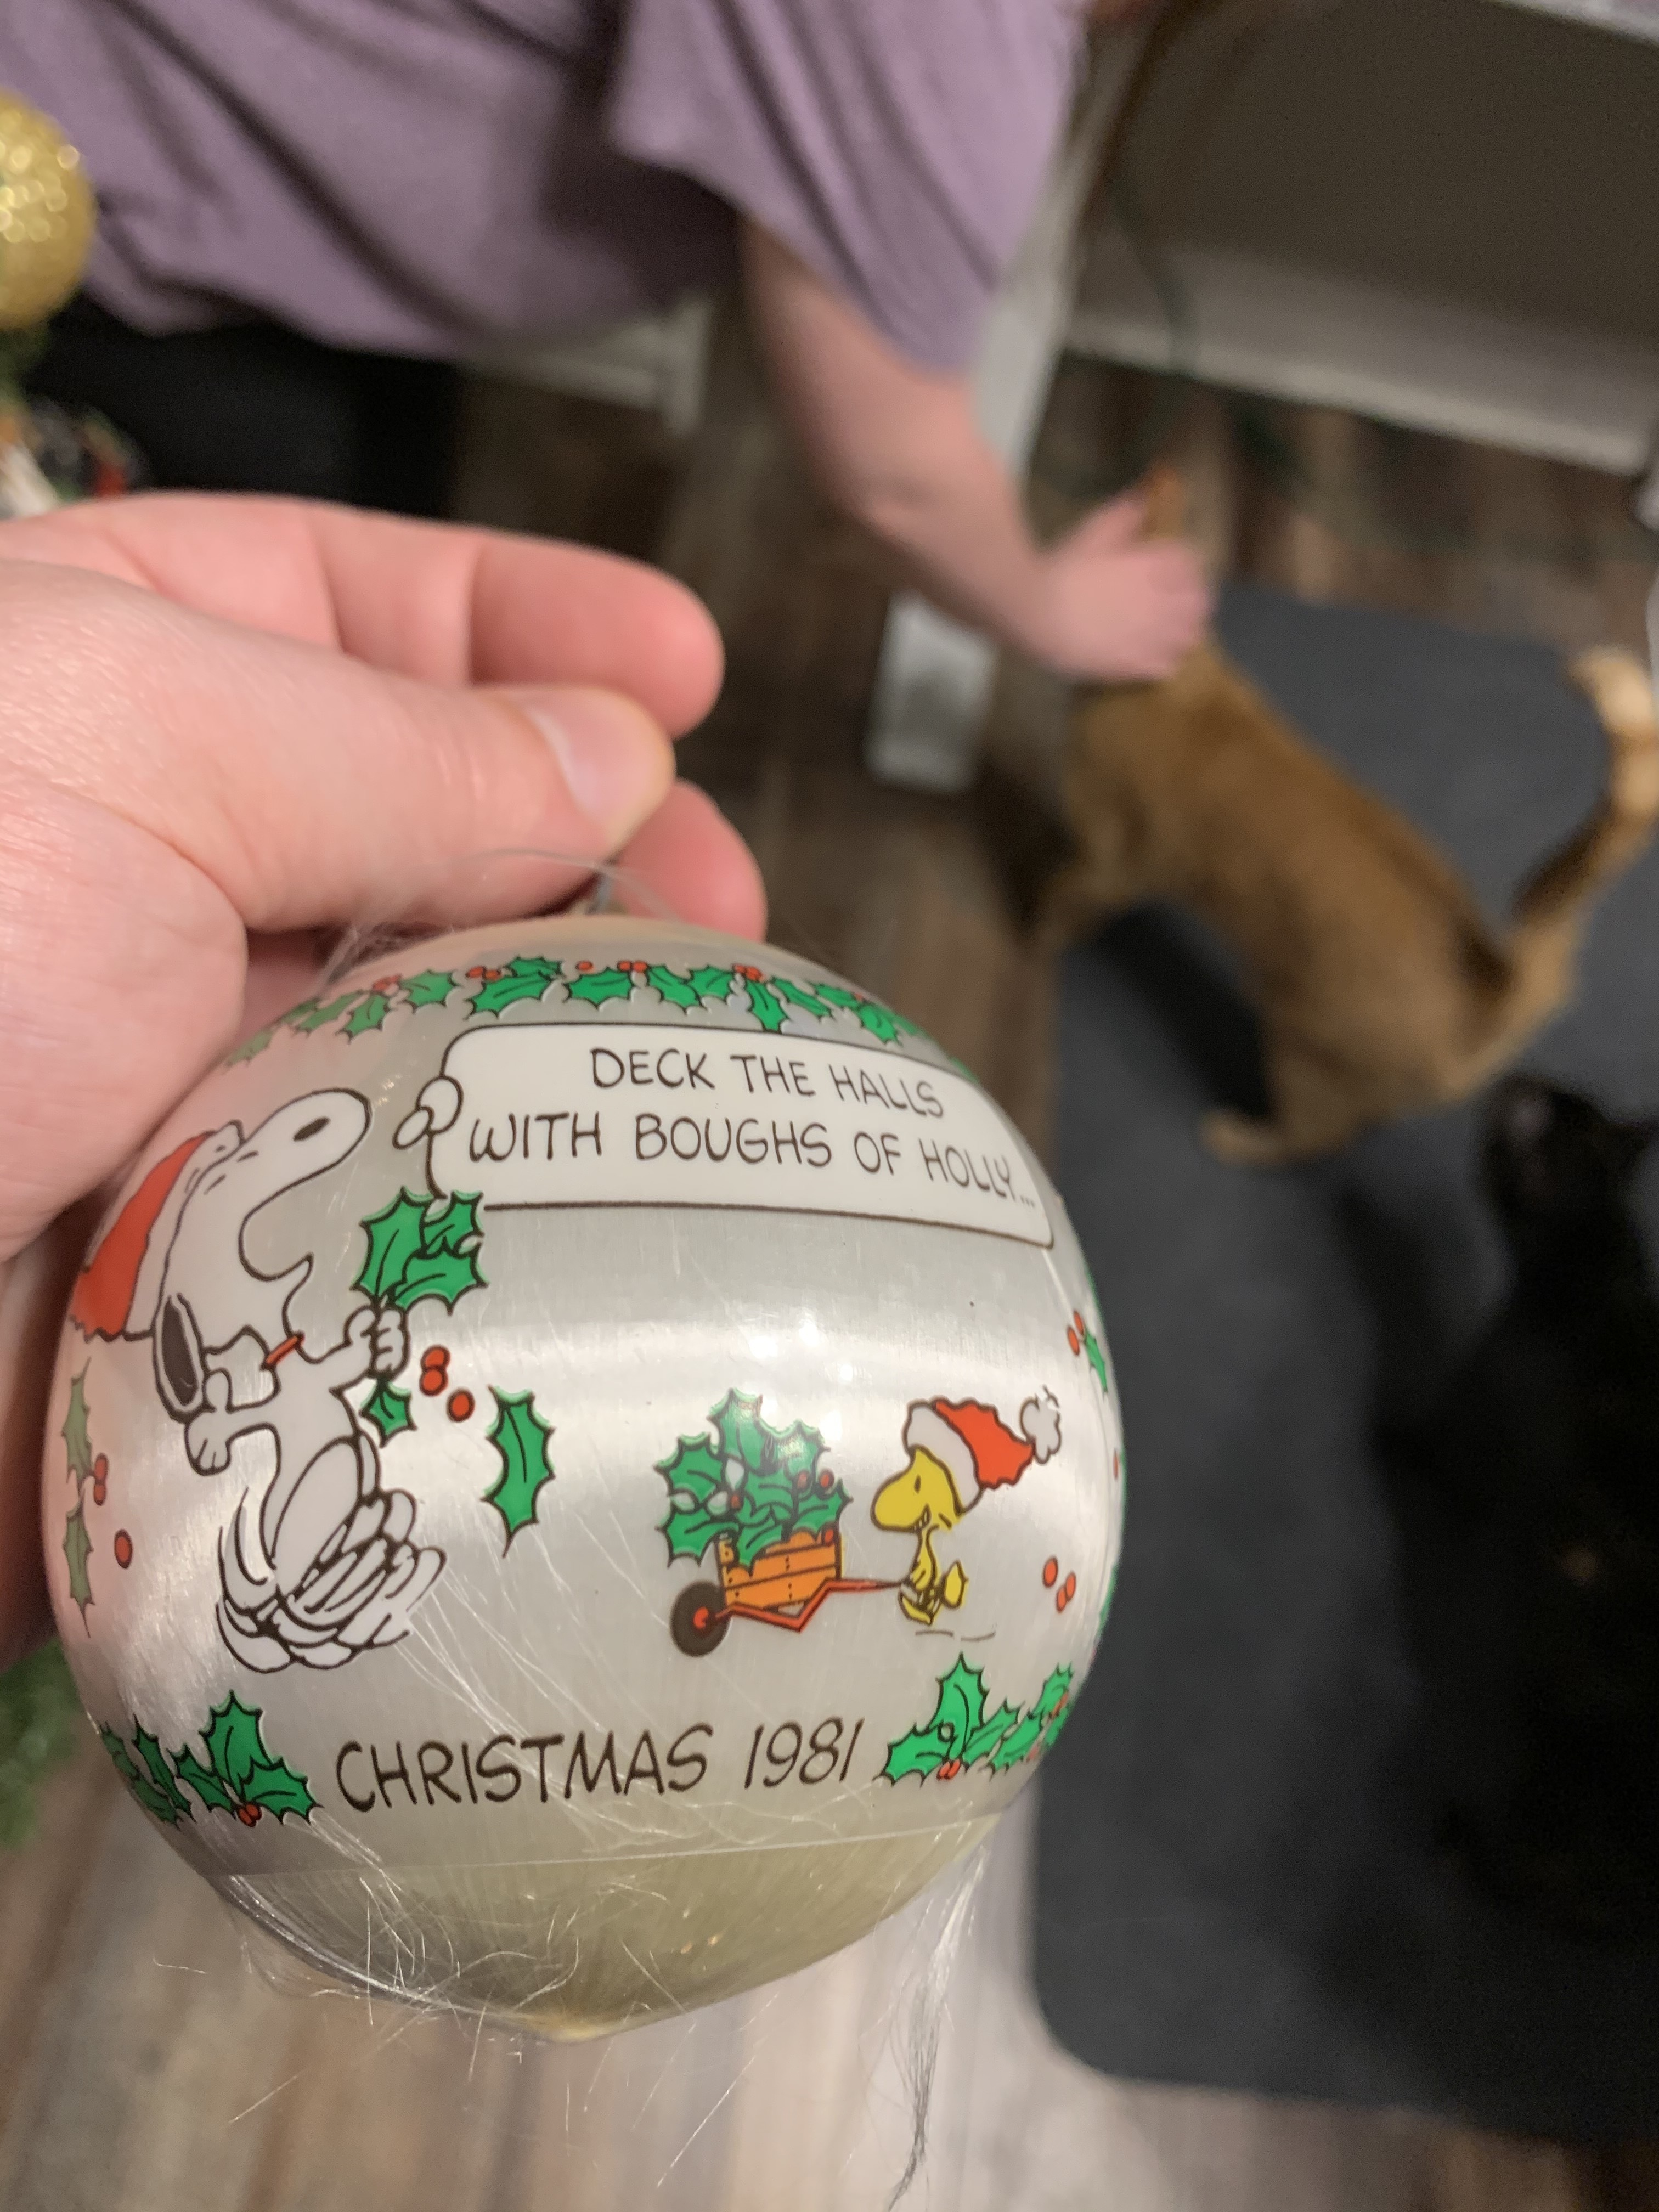 DECK THE HALLS
WITH BOUGHS OF HOLLY...
CHRISTMAS 1981